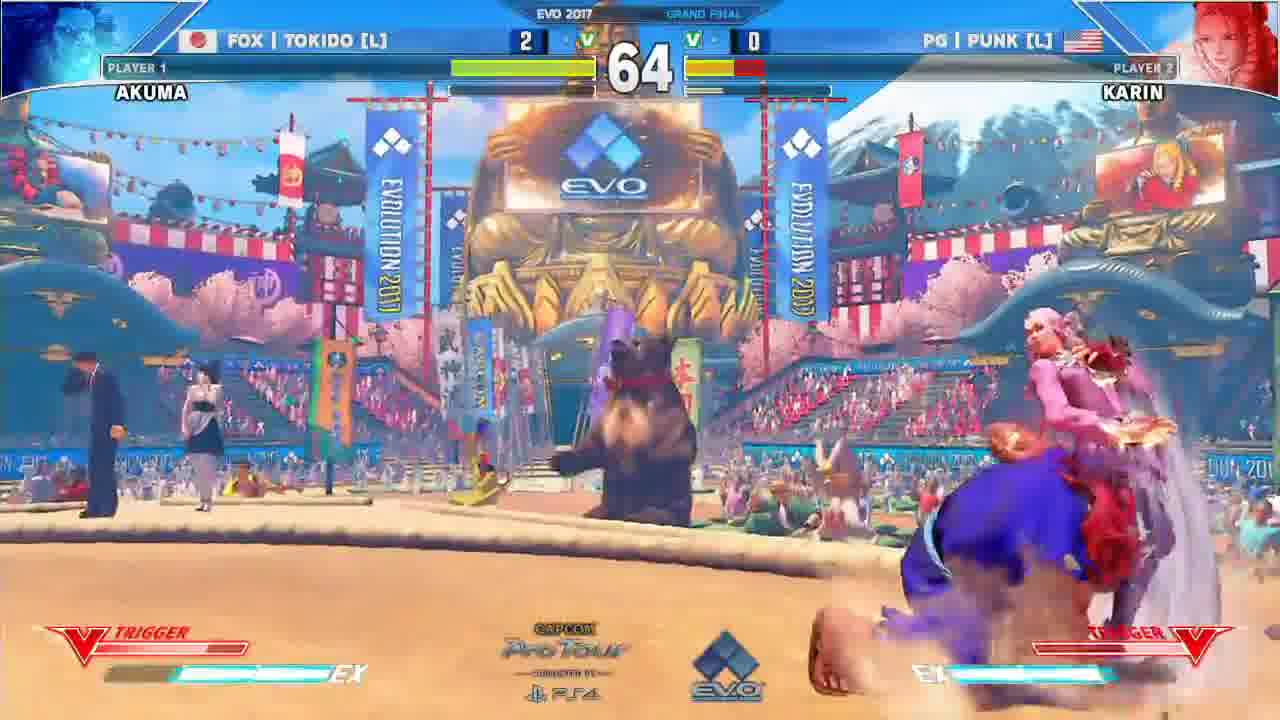 EVO 2017 GRAND FINAL
FOX | TOKIDO [L] 2 V 64 V 0 PG | PUNK [L]
PLAYER 1 PLAYER 2
AKUMA KARIN
EVO
EVOLUTION 2017
EVOLUTION 2017
V TRIGGER TRIGGER V
EX EX
CAPCOM
Pro Tour
PS4
EVO